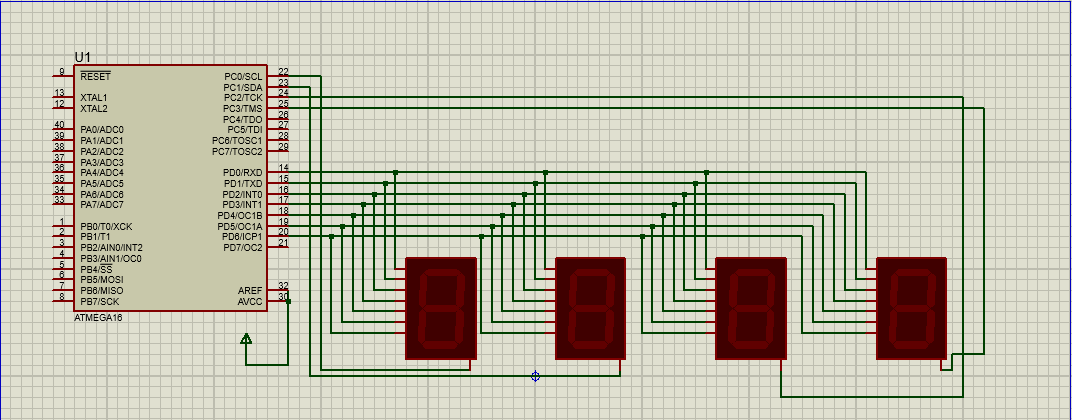 U1
9 RESET PC0/SCL 22
PC1/SDA 23
13 XTAL1 PC2/TCK 24
12 XTAL2 PC3/TMS 25
PC4/TDO 26
40 PA0/ADC0 PC5/TDI 27
39 PA1/ADC1 PC6/TOSC1 28
38 PA2/ADC2 PC7/TOSC2 29
37 PA3/ADC3
36 PA4/ADC4 PD0/RXD 14
35 PA5/ADC5 PD1/TXD 15
34 PA6/ADC6 PD2/INT0 16
33 PA7/ADC7 PD3/INT1 17
PD4/OC1B 18
1 PB0/T0/XCK PD5/OC1A 19
2 PB1/T1 PD6/ICP1 20
3 PB2/AIN0/INT2 PD7/OC2 21
4 PB3/AIN1/OC0
5 PB4/SS
6 PB5/MOSI
7 PB6/MISO AREF 32
8 PB7/SCK AVCC 30
ATMEGA16